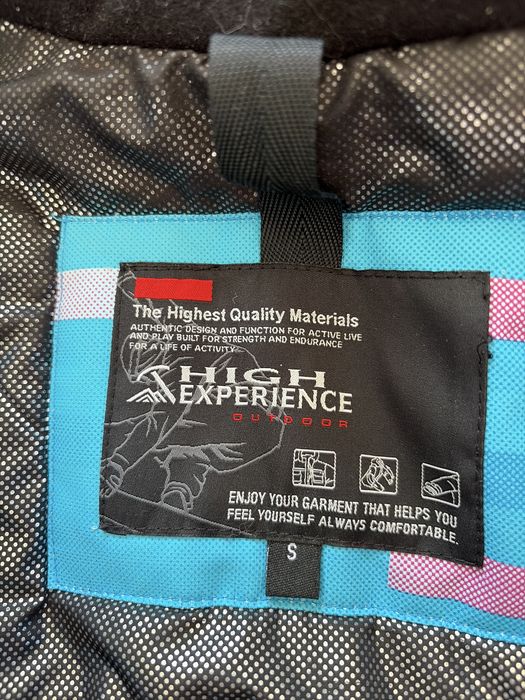 The Highest Quality Materials
AUTHENTIC DESIGN AND FUNCTION FOR ACTIVE LIVE
AND PLAY BUILT FOR STRENGTH AND ENDURANCE
FOR A LIFE OF ACTIVITY
HIGH
EXPERIENCE
OUTDOOR
ENJOY YOUR GARMENT THAT HELPS YOU
FEEL YOURSELF ALWAYS COMFORTABLE.
S